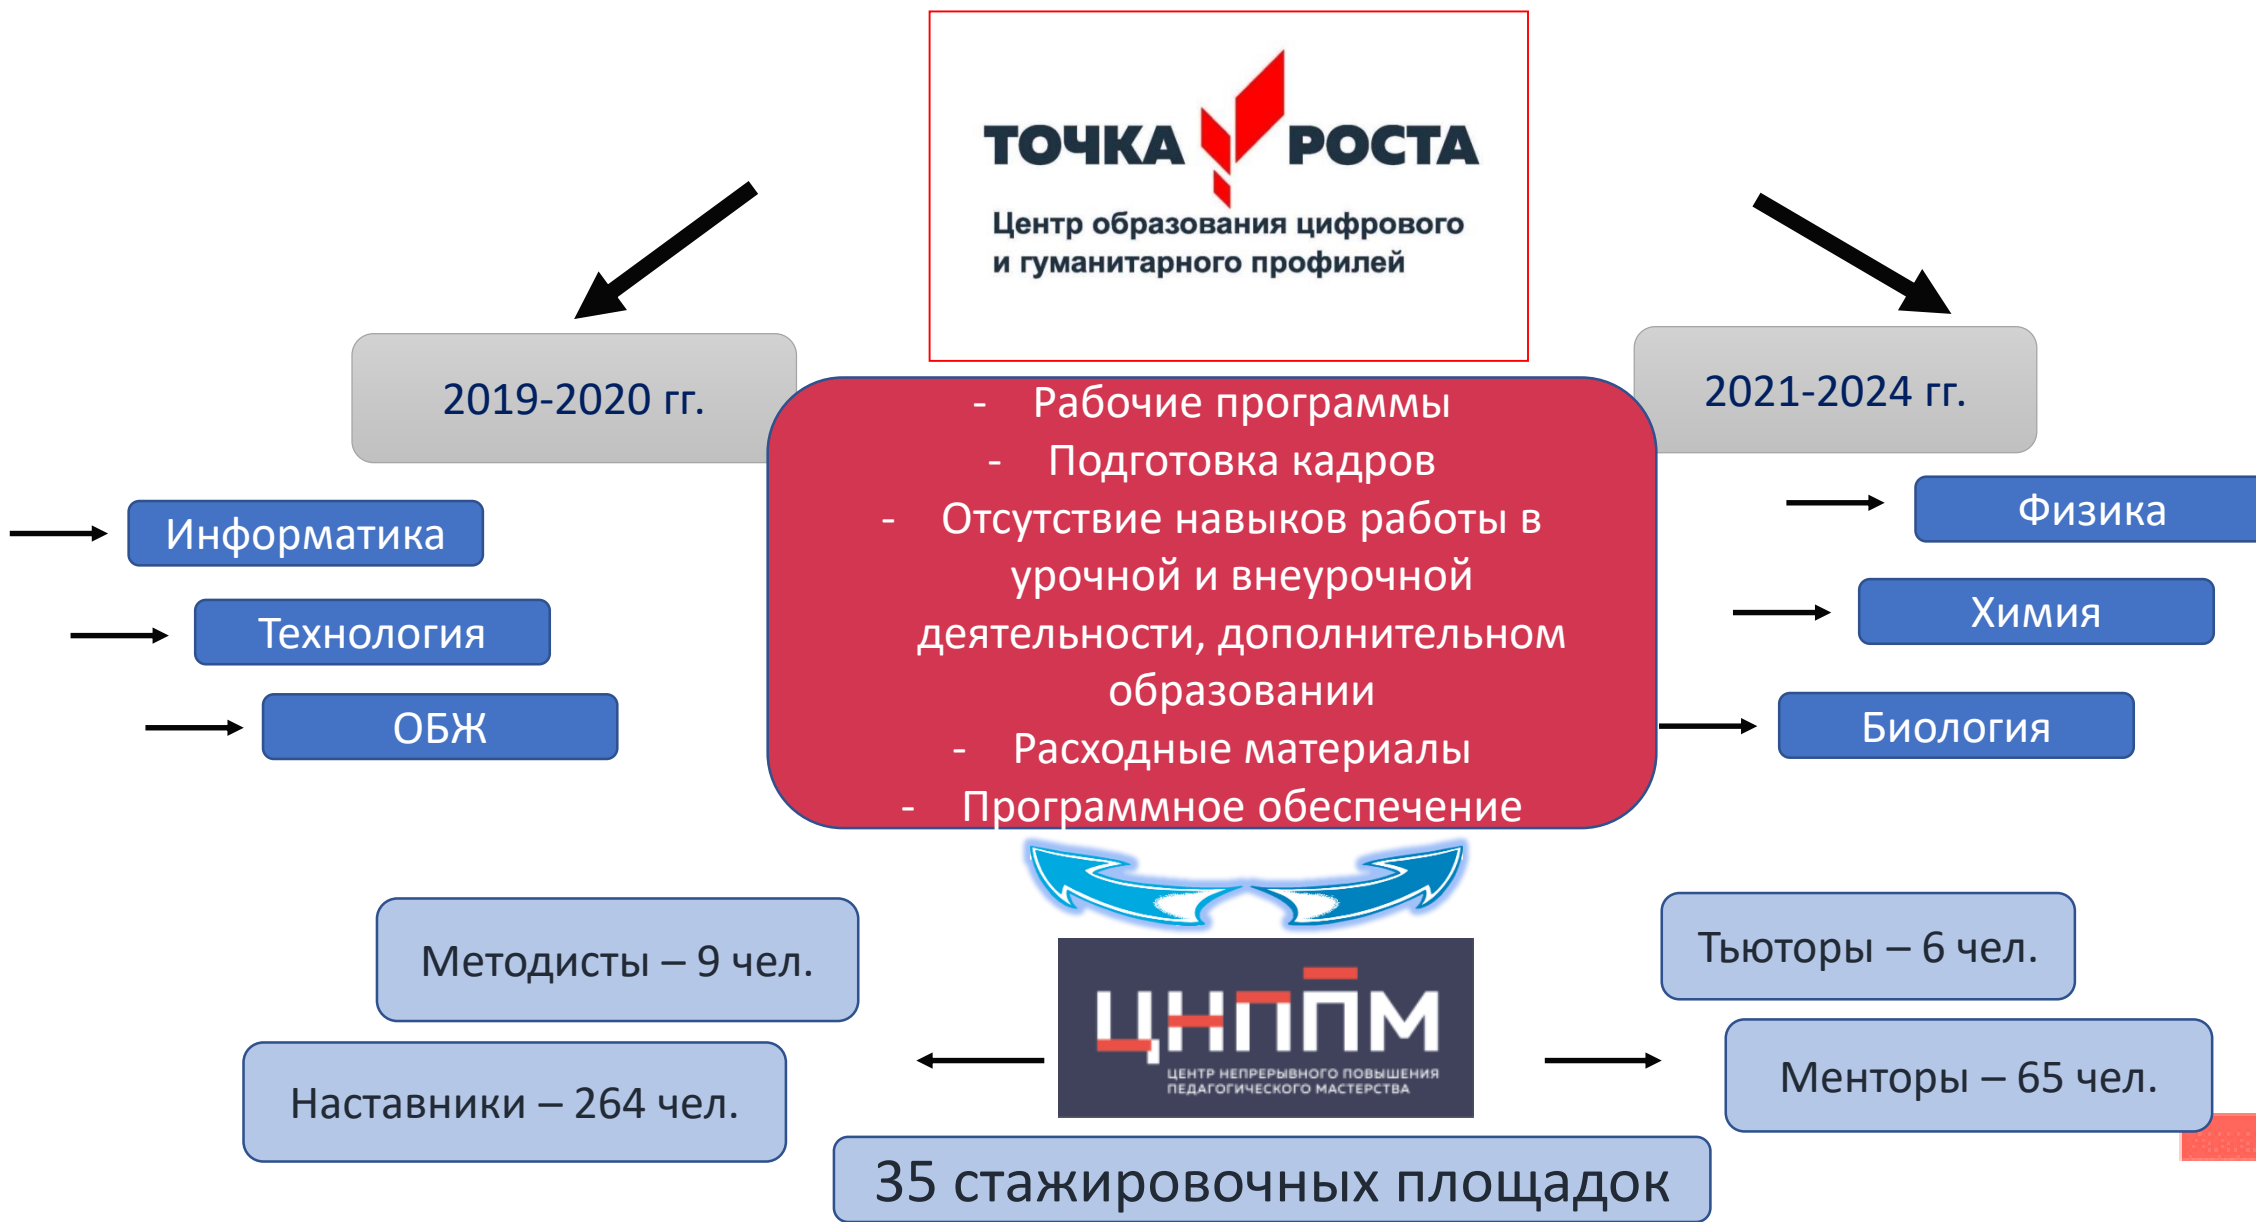 ТОЧКА РОСТА
Центр образования цифрового
и гуманитарного профилей
2019-2020 гг.
2021-2024 гг.
- Рабочие программы
- Подготовка кадров
- Отсутствие навыков работы в
урочной и внеурочной
деятельности, дополнительном
образовании
- Расходные материалы
- Программное обеспечение
Информатика
Технология
ОБЖ
Физика
Химия
Биология
Методисты – 9 чел.
Наставники – 264 чел.
ЦНППМ
ЦЕНТР НЕПРЕРЫВНОГО ПОВЫШЕНИЯ
ПЕДАГОГИЧЕСКОГО МАСТЕРСТВА
Тьюторы – 6 чел.
Менторы – 65 чел.
35 стажировочных площадок